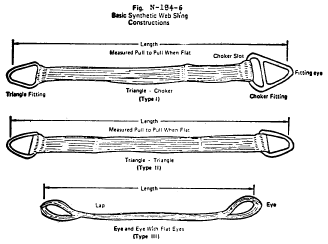 Fig. N-184-6
Basic Synthetic Web Sling
Constructions
Length
Measured Pull to Pull When Flat
Choker Slot
Fitting eye
Triangle Fitting
Triangle - Choker
(Type I)
Choker Fitting
Length
Measured Pull to Pull When Flat
Triangle - Triangle
(Type II)
Length
Lap
Eye
Eye and Eye With Flat Eyes
(Type III)